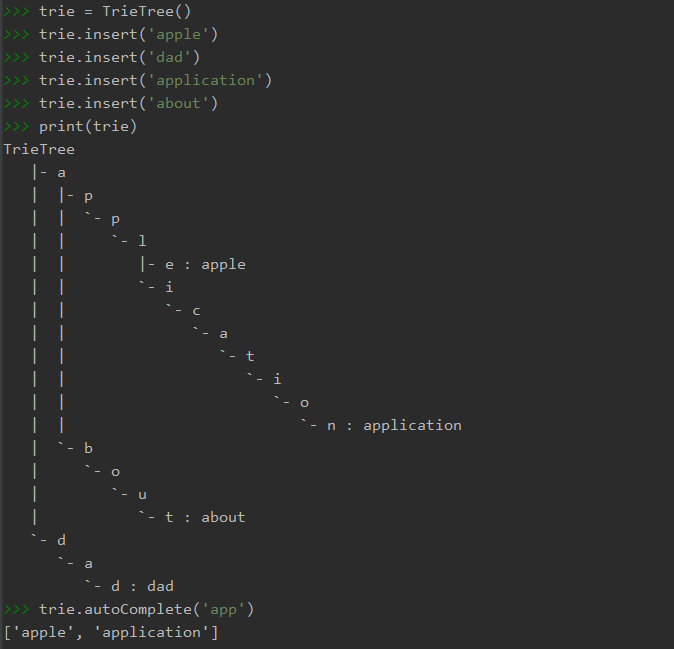 >>> trie = TrieTree()
>>> trie.insert('apple')
>>> trie.insert('dad')
>>> trie.insert('application')
>>> trie.insert('about')
>>> print(trie)
TrieTree
   |- a
   |  |- p
   |  |  `- p
   |  |     `- l
   |  |        |- e : apple
   |  |        `- i
   |  |           `- c
   |  |              `- a
   |  |                 `- t
   |  |                    `- i
   |  |                       `- o
   |  |                          `- n : application
   |  `- b
   |     `- o
   |        `- u
   |           `- t : about
   `- d
      `- a
         `- d : dad
>>> trie.autoComplete('app')
['apple', 'application']